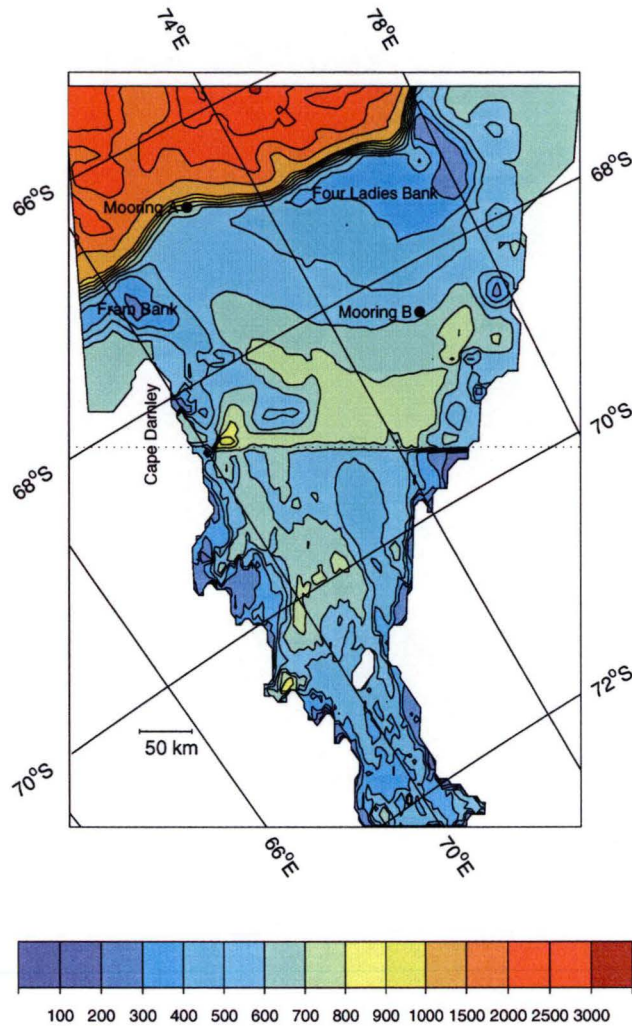 74°E
78°E
66°S
68°S
Mooring A
Four Ladies Bank
Fram Bank
Mooring B
Cape Darnley
70°S
68°S
72°S
50 km
70°S
66°E
70°E
100 200 300 400 500 600 700 800 900 1000 1500 2000 2500 3000